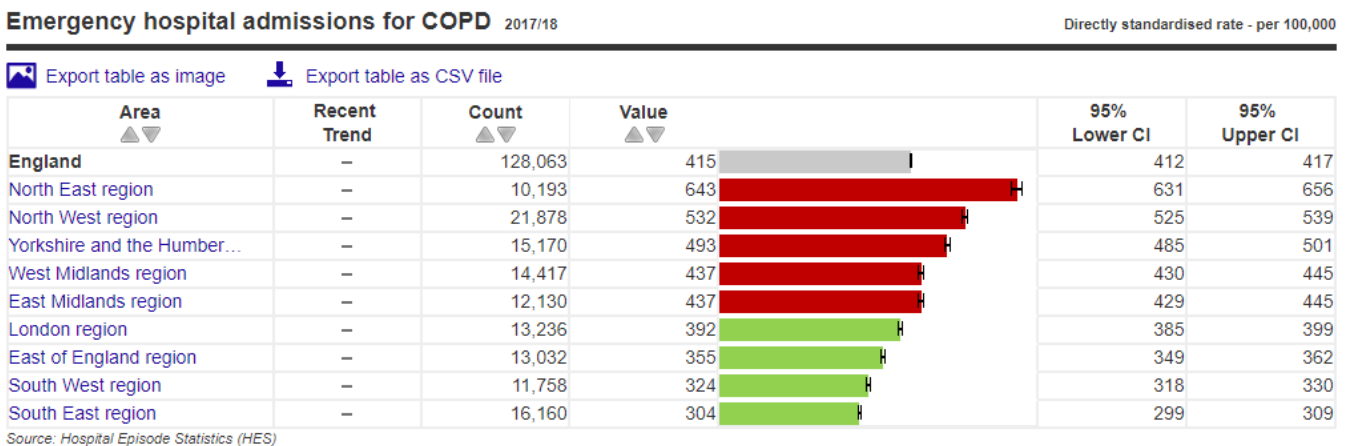 Emergency hospital admissions for COPD 2017/18 Directly standardised rate - per 100,000
Export table as image Export table as CSV file
Area Recent Trend Count Value 95% Lower CI 95% Upper CI
England – 128,063 415 412 417
North East region – 10,193 643 631 656
North West region – 21,878 532 525 539
Yorkshire and the Humber... – 15,170 493 485 501
West Midlands region – 14,417 437 430 445
East Midlands region – 12,130 437 429 445
London region – 13,236 392 385 399
East of England region – 13,032 355 349 362
South West region – 11,758 324 318 330
South East region – 16,160 304 299 309
Source: Hospital Episode Statistics (HES)